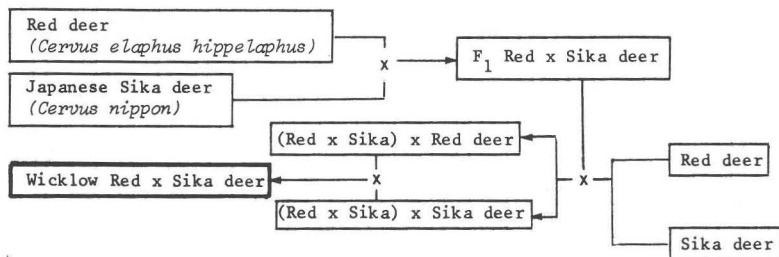 Red deer
(Cervus elaphus hippelaphus)
x
F1 Red x Sika deer
Japanese Sika deer
(Cervus nippon)
(Red x Sika) x Red deer
Red deer
Wicklow Red x Sika deer
x
x
(Red x Sika) x Sika deer
Sika deer